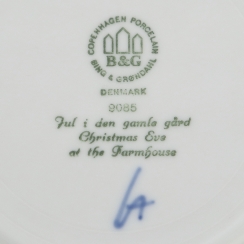 COPENHAGEN PORCELAIN
B&G
BING & GRØNDAHL
DENMARK
9085
Jul i den gamle gård
Christmas Eve
at the Farmhouse